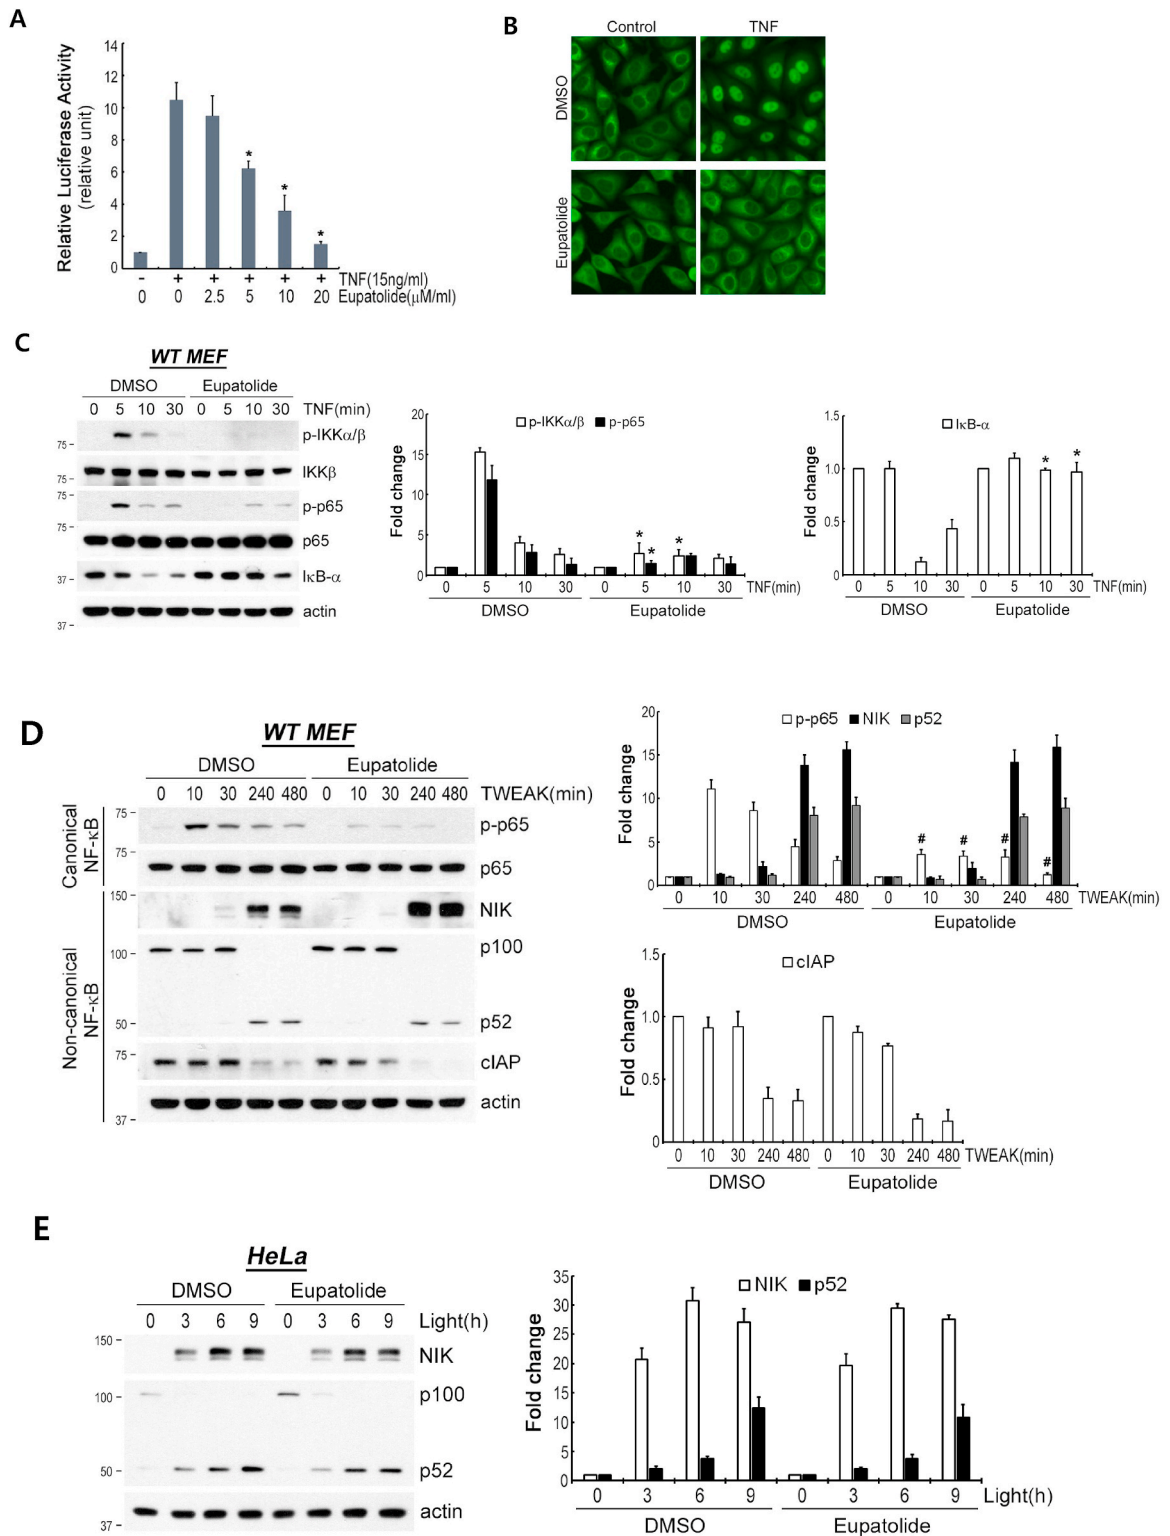 A
Relative Luciferase Activity
(relative unit)
14
12
10
8
6
4
2
0
* * *
- + + + + + TNF(15ng/ml)
0 0 2.5 5 10 20 Eupatolide(μM/ml)
B
Control TNF
DMSO
Eupatolide
C
WT MEF
DMSO Eupatolide
0 5 10 30 0 5 10 30 TNF(min)
75 - p-IKKα/β
75 - IKKβ
75 - p-p65
75 - p65
37 - IκB-α
37 - actin
Fold change
20
15
10
5
0
p-IKKα/β p-p65
* * *
0 5 10 30 0 5 10 30 TNF(min)
DMSO Eupatolide
Fold change
1.5
1.0
0.5
0
IκB-α
* *
0 5 10 30 0 5 10 30 TNF(min)
DMSO Eupatolide
D
WT MEF
DMSO Eupatolide
0 10 30 240 480 0 10 30 240 480 TWEAK(min)
Canonical
NF-κB
75 - p-p65
75 - p65
Non-canonical
NF-κB
150 - NIK
100 - p100
50 - p52
75 - cIAP
37 - actin
Fold change
20
15
10
5
0
p-p65 NIK p52
# # # #
0 10 30 240 480 0 10 30 240 480 TWEAK(min)
DMSO Eupatolide
Fold change
1.5
1.0
0.5
0
cIAP
0 10 30 240 480 0 10 30 240 480 TWEAK(min)
DMSO Eupatolide
E
HeLa
DMSO Eupatolide
0 3 6 9 0 3 6 9 Light(h)
150 - NIK
100 - p100
50 - p52
37 - actin
Fold change
35
30
25
20
15
10
5
0
NIK p52
0 3 6 9 0 3 6 9 Light(h)
DMSO Eupatolide